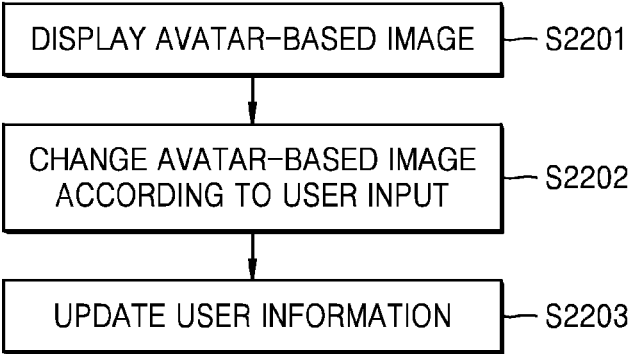 DISPLAY AVATAR-BASED IMAGE S2201
CHANGE AVATAR-BASED IMAGE
ACCORDING TO USER INPUT S2202
UPDATE USER INFORMATION S2203